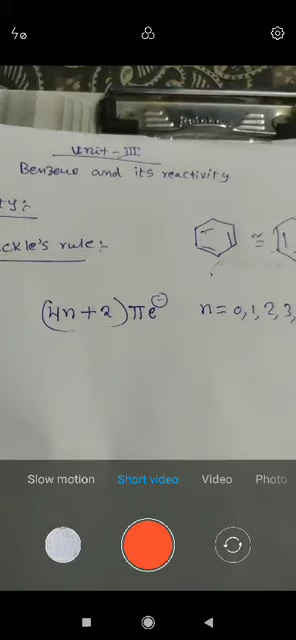 Unit-III
Benzene and its reactivity
ty:-
ckle's rule:-
(4n+2)πe⊖ n=0,1,2,3,
Slow motion Short video Video Photo